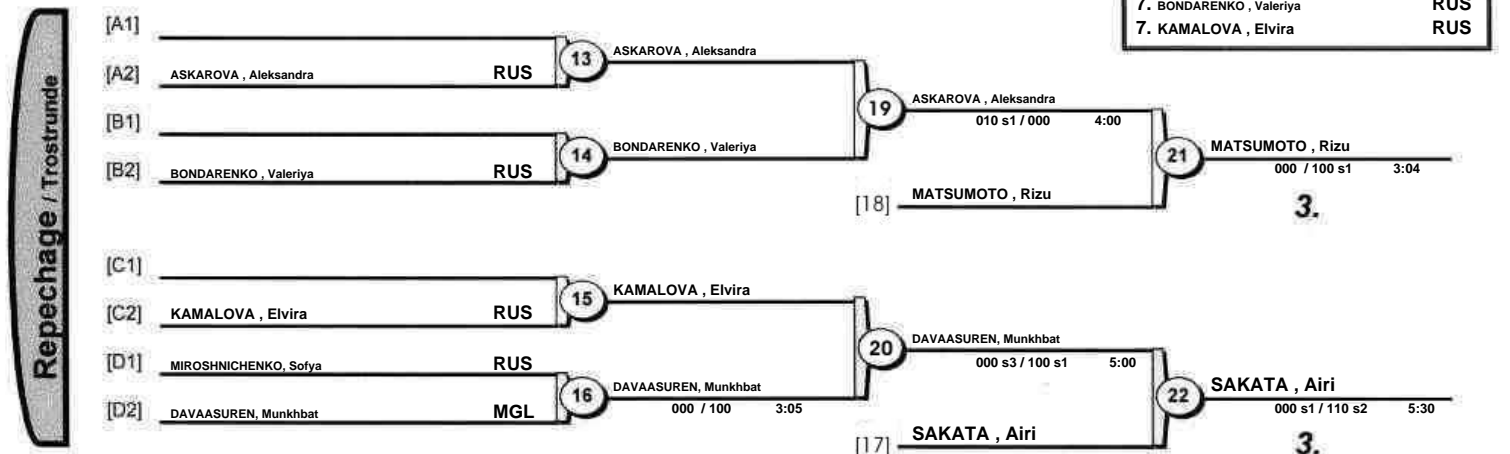 7. BONDARENKO , Valeriya RUS
7. KAMALOVA , Elvira RUS
Repechage / Trostrunde
[A1]
13
ASKAROVA , Aleksandra
[A2] ASKAROVA , Aleksandra RUS
19
ASKAROVA , Aleksandra
010 s1 / 000 4:00
[B1]
14
BONDARENKO , Valeriya
[B2] BONDARENKO , Valeriya RUS
21
MATSUMOTO , Rizu
000 / 100 s1 3:04
[18] MATSUMOTO , Rizu
3.
[C1]
15
KAMALOVA , Elvira
[C2] KAMALOVA , Elvira RUS
20
DAVAASUREN, Munkhbat
000 s3 / 100 s1 5:00
[D1] MIROSHNICHENKO, Sofya RUS
16
DAVAASUREN, Munkhbat
000 / 100 3:05
[D2] DAVAASUREN, Munkhbat MGL
22
SAKATA , Airi
000 s1 / 110 s2 5:30
[17] SAKATA , Airi
3.